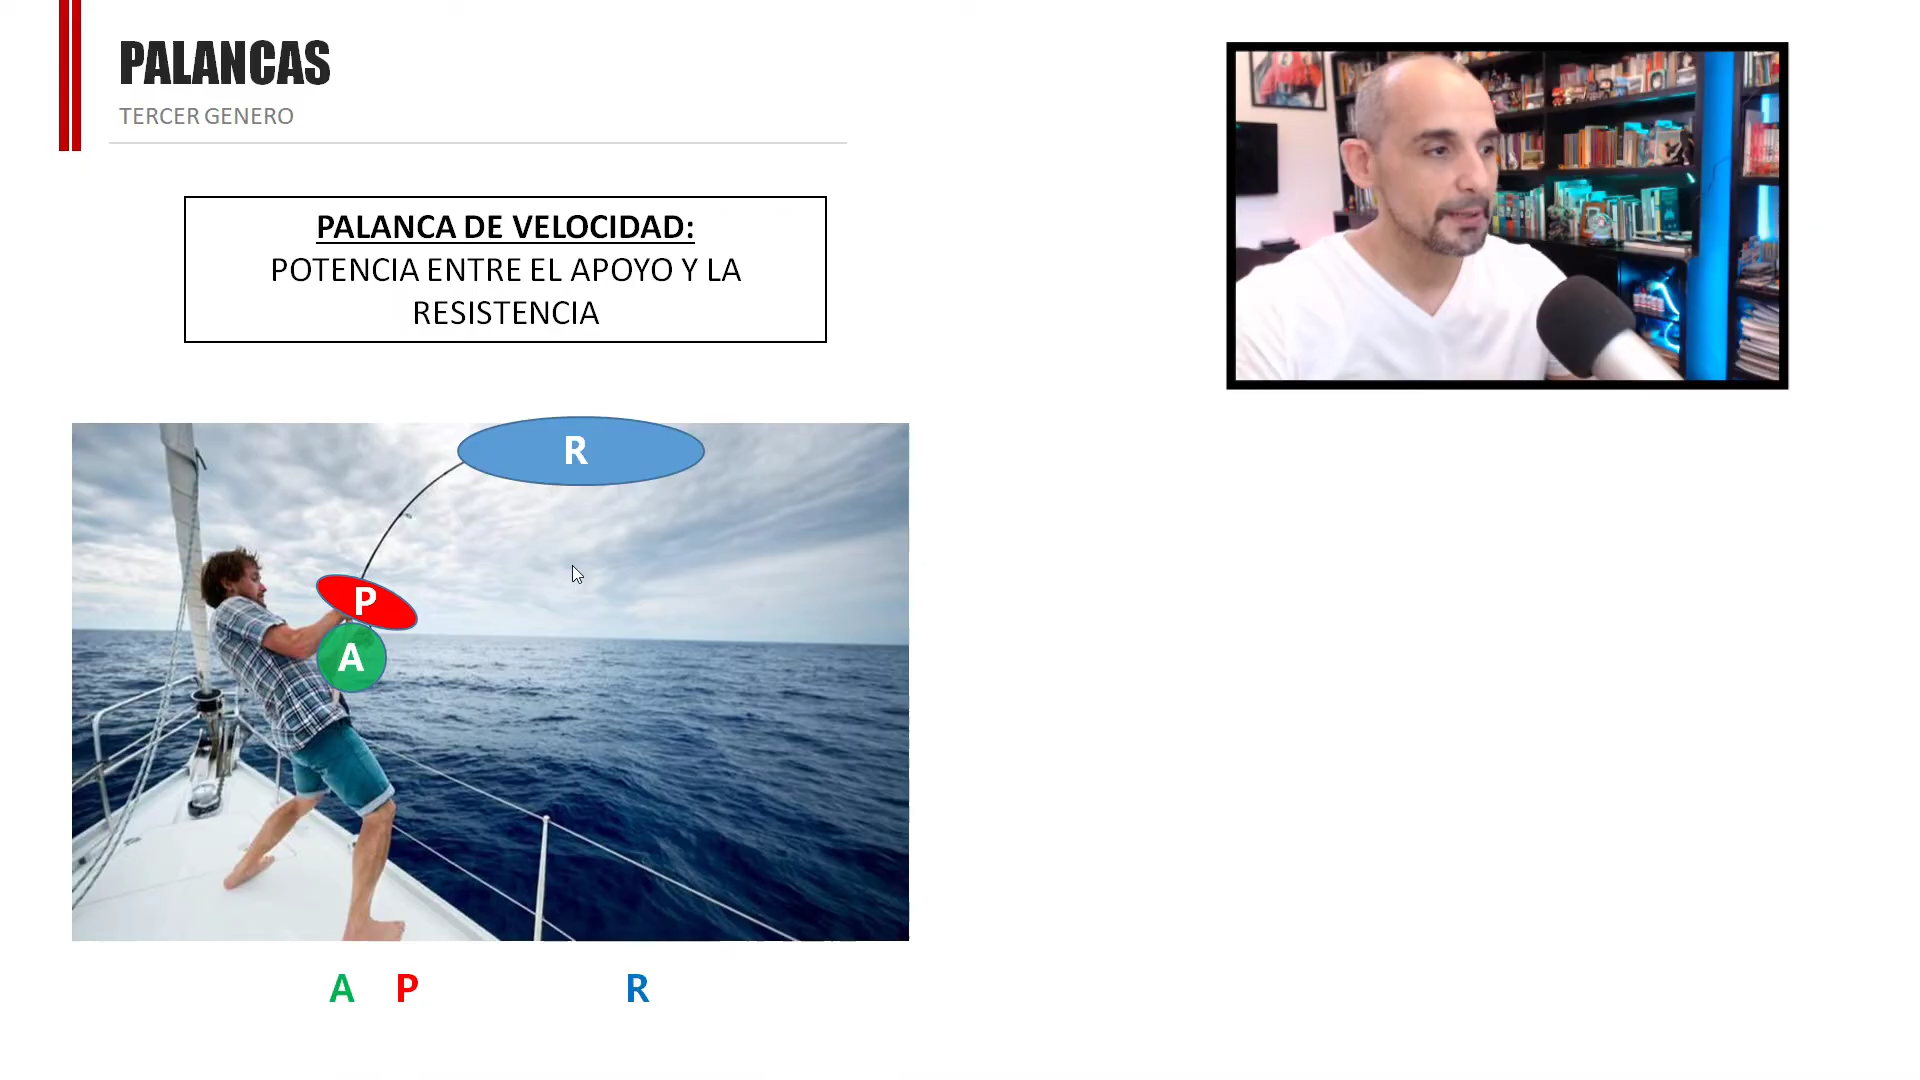 PALANCAS
TERCER GENERO
PALANCA DE VELOCIDAD:
POTENCIA ENTRE EL APOYO Y LA
RESISTENCIA
R
P
A
A P R